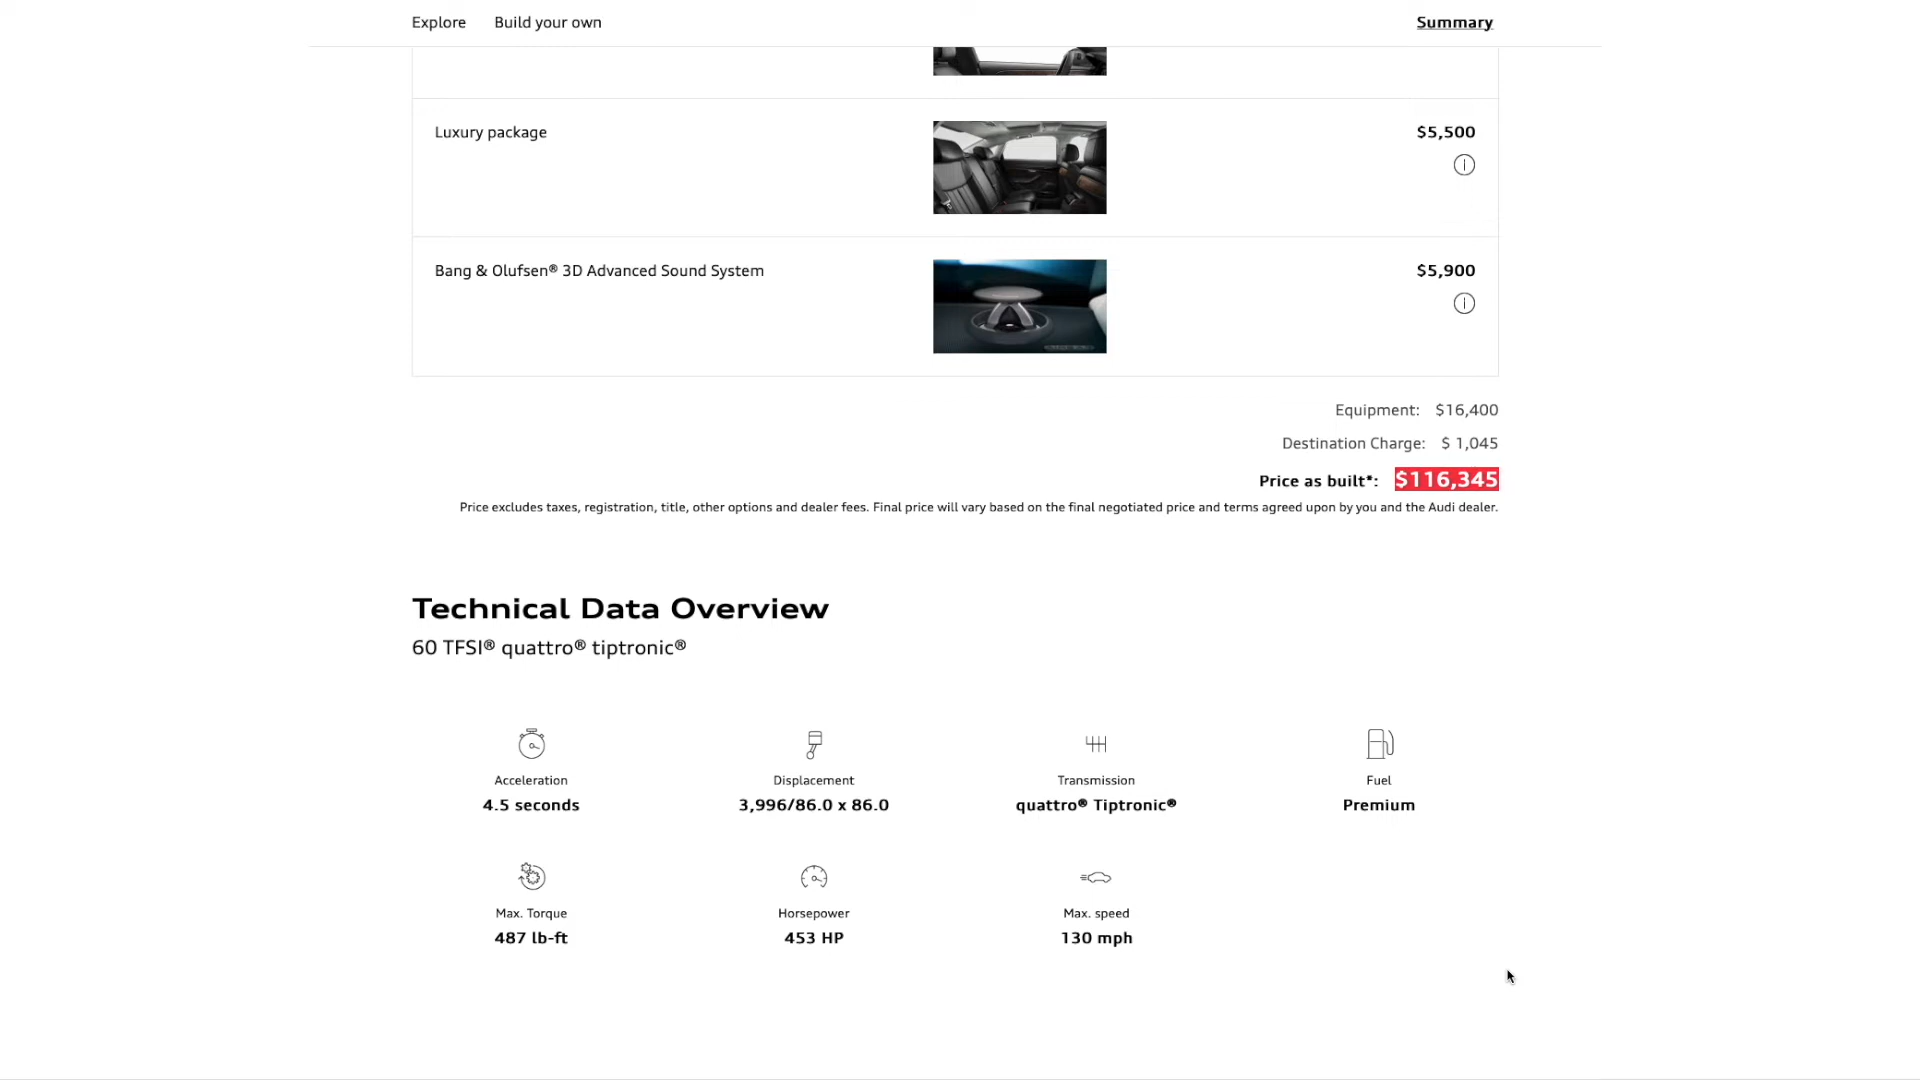 Explore Build your own Summary
Luxury package $5,500
Bang & Olufsen® 3D Advanced Sound System $5,900
Equipment: $16,400
Destination Charge: $ 1,045
Price as built*: $116,345
Price excludes taxes, registration, title, other options and dealer fees. Final price will vary based on the final negotiated price and terms agreed upon by you and the Audi dealer.
Technical Data Overview
60 TFSI® quattro® tiptronic®
Acceleration Displacement Transmission Fuel
4.5 seconds 3,996/86.0 x 86.0 quattro® Tiptronic® Premium
Max. Torque Horsepower Max. speed
487 lb-ft 453 HP 130 mph